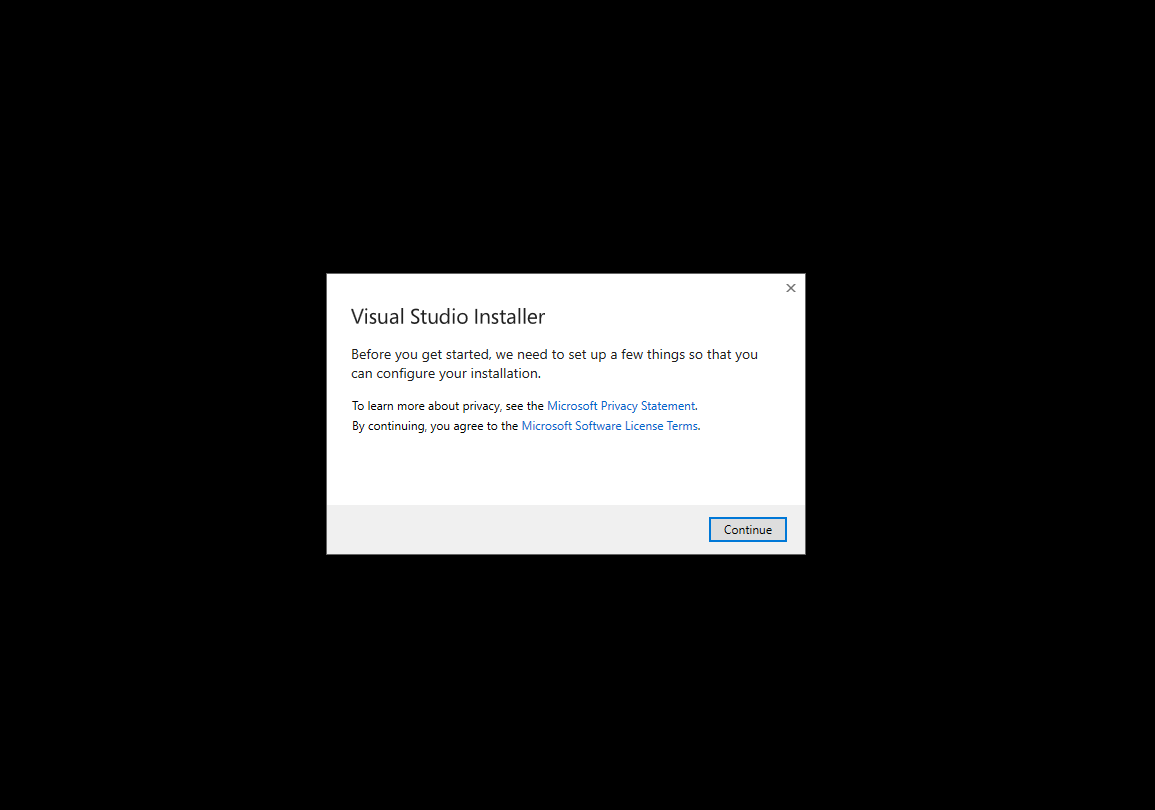 Visual Studio Installer
Before you get started, we need to set up a few things so that you
can configure your installation.
To learn more about privacy, see the Microsoft Privacy Statement.
By continuing, you agree to the Microsoft Software License Terms.
Continue